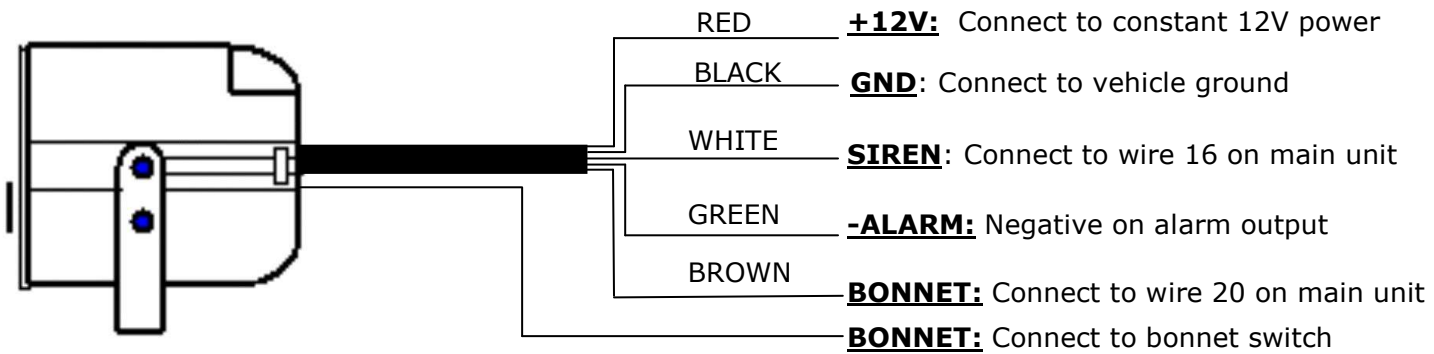 RED +12V: Connect to constant 12V power
BLACK GND: Connect to vehicle ground
WHITE SIREN: Connect to wire 16 on main unit
GREEN -ALARM: Negative on alarm output
BROWN BONNET: Connect to wire 20 on main unit
BONNET: Connect to bonnet switch